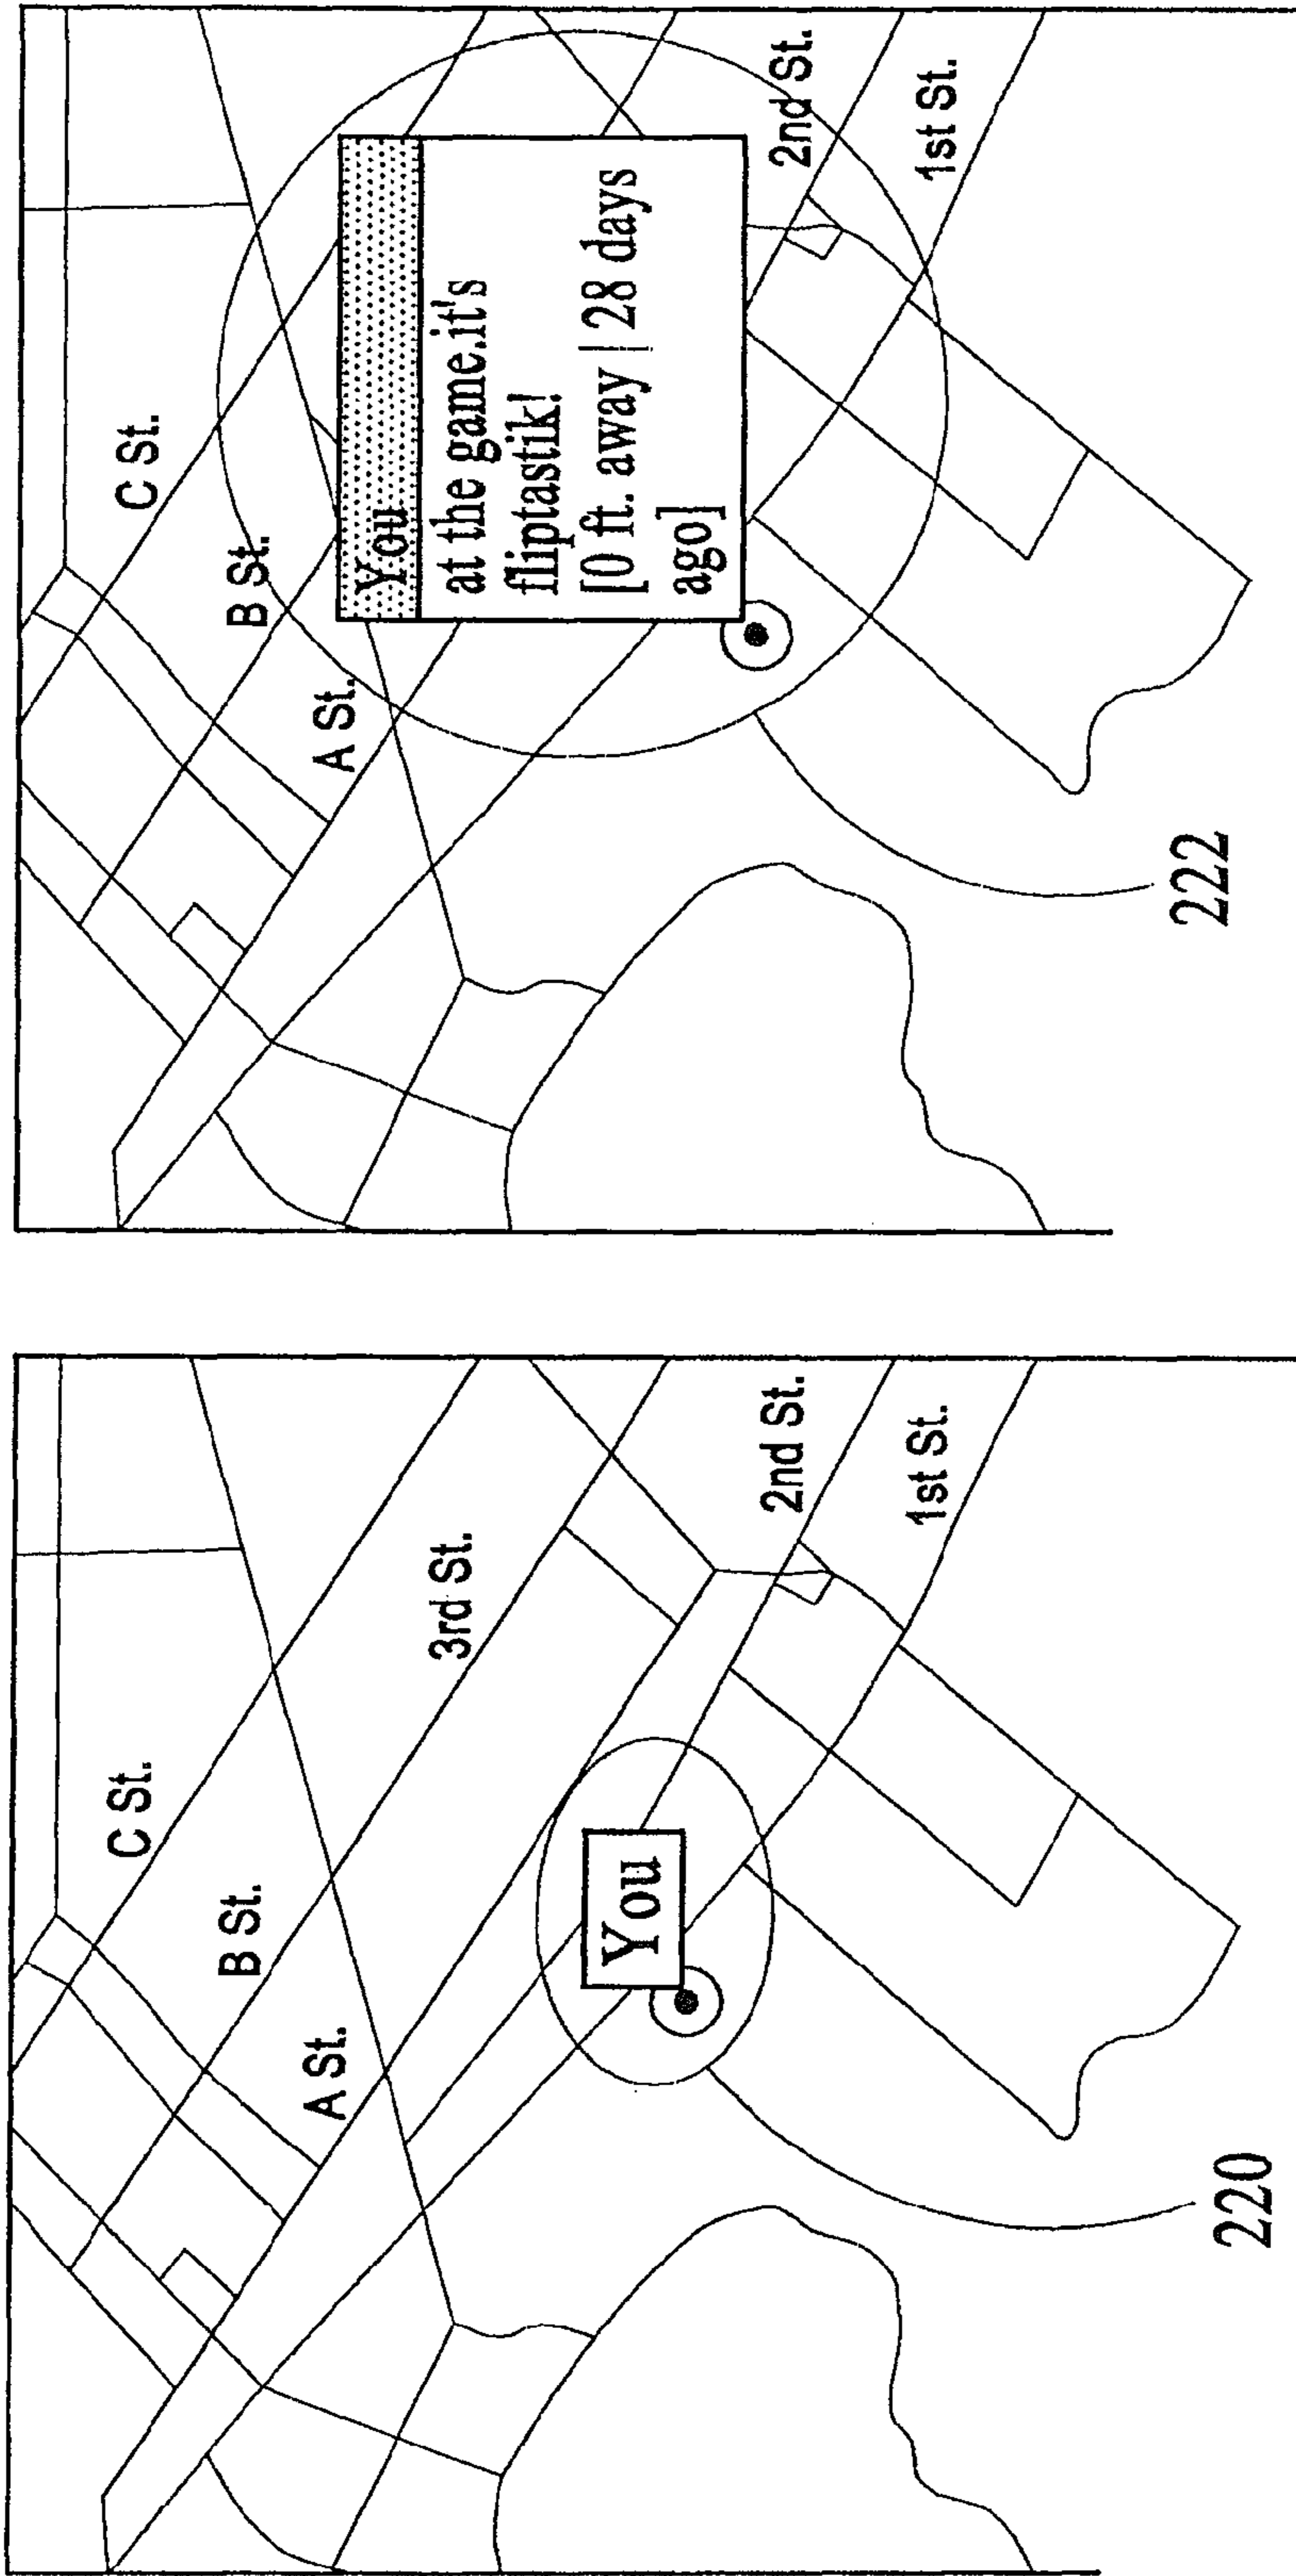 C St.
B St.
A St.
3rd St.
You
2nd St.
1st St.
220
C St.
B St.
A St.
You
at the game.it's
fliptastik!
[0 ft. away | 28 days
ago]
2nd St.
1st St.
222